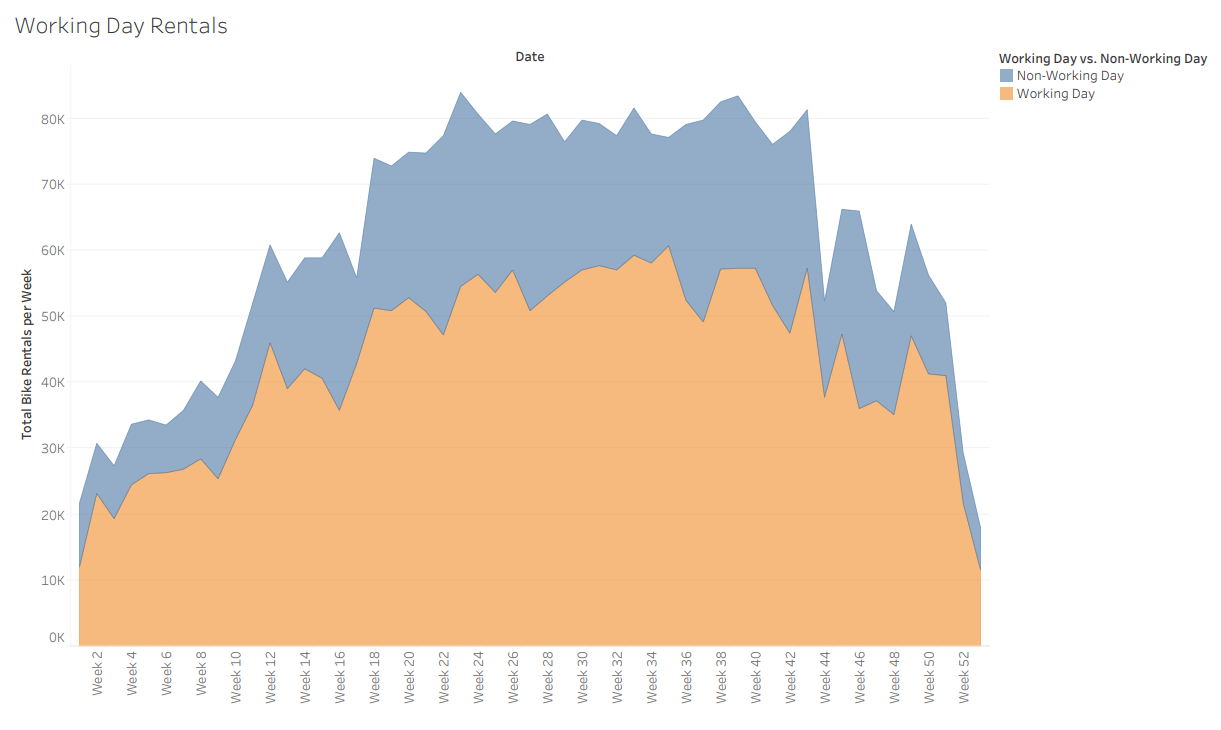 Working Day Rentals
Date
Working Day vs. Non-Working Day
Non-Working Day
Working Day
Total Bike Rentals per Week
80K
70K
60K
50K
40K
30K
20K
10K
0K
Week 2
Week 4
Week 6
Week 8
Week 10
Week 12
Week 14
Week 16
Week 18
Week 20
Week 22
Week 24
Week 26
Week 28
Week 30
Week 32
Week 34
Week 36
Week 38
Week 40
Week 42
Week 44
Week 46
Week 48
Week 50
Week 52